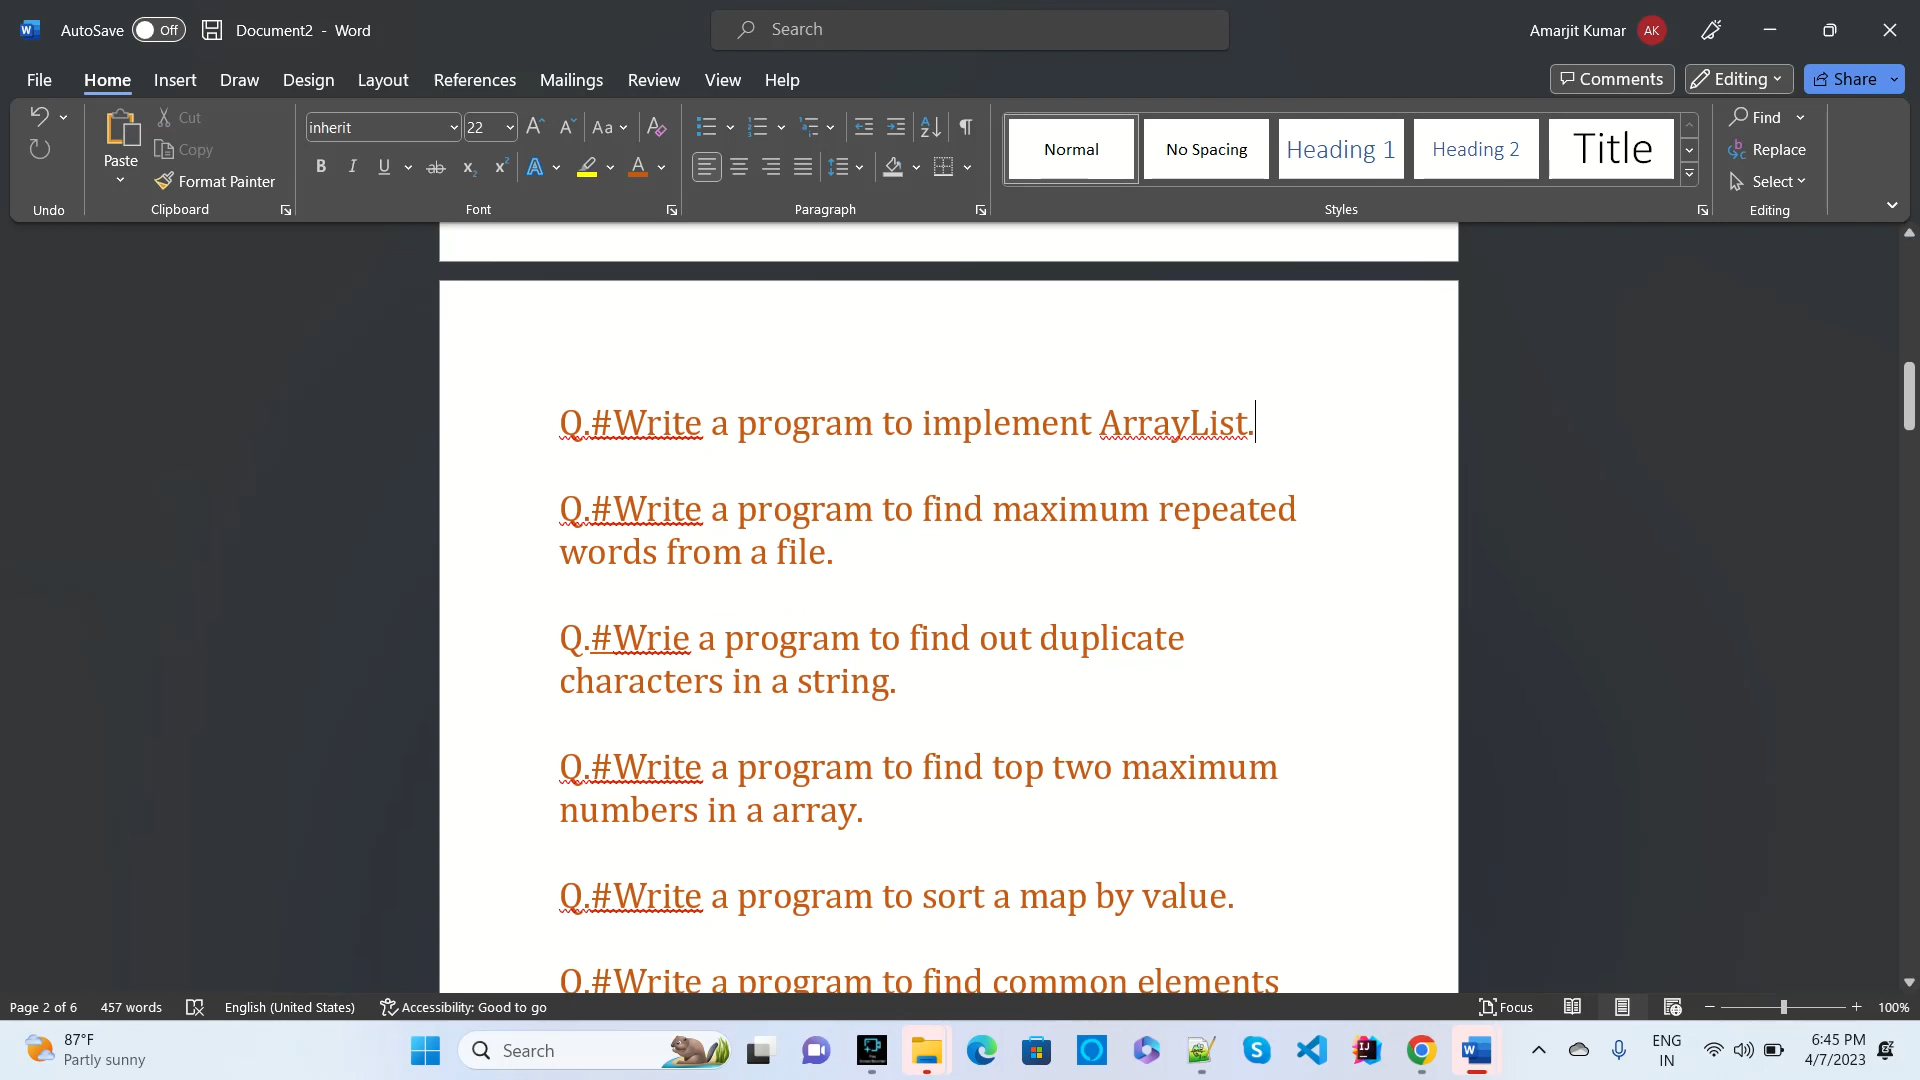 AutoSave Off Document2 - Word Search Amarjit Kumar AK
File Home Insert Draw Design Layout References Mailings Review View Help Comments Editing Share
Paste Cut Copy Format Painter
inherit 22
Normal No Spacing Heading 1 Heading 2 Title
Find Replace Select
Undo Clipboard Font Paragraph Styles Editing
Q.#Write a program to implement ArrayList.
Q.#Write a program to find maximum repeated
words from a file.
Q.#Wrie a program to find out duplicate
characters in a string.
Q.#Write a program to find top two maximum
numbers in a array.
Q.#Write a program to sort a map by value.
Q.#Write a program to find common elements
Page 2 of 6 457 words English (United States) Accessibility: Good to go Focus 100%
87°F
Partly sunny
Search
ENG
IN
6:45 PM
4/7/2023